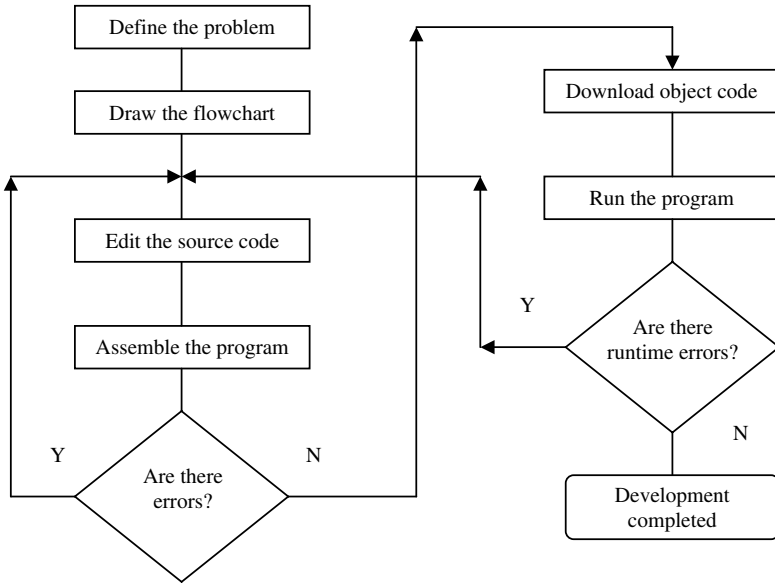 Define the problem
Draw the flowchart
Edit the source code
Assemble the program
Y
N
Are there
errors?
Download object code
Run the program
Y
Are there
runtime errors?
N
Development
completed